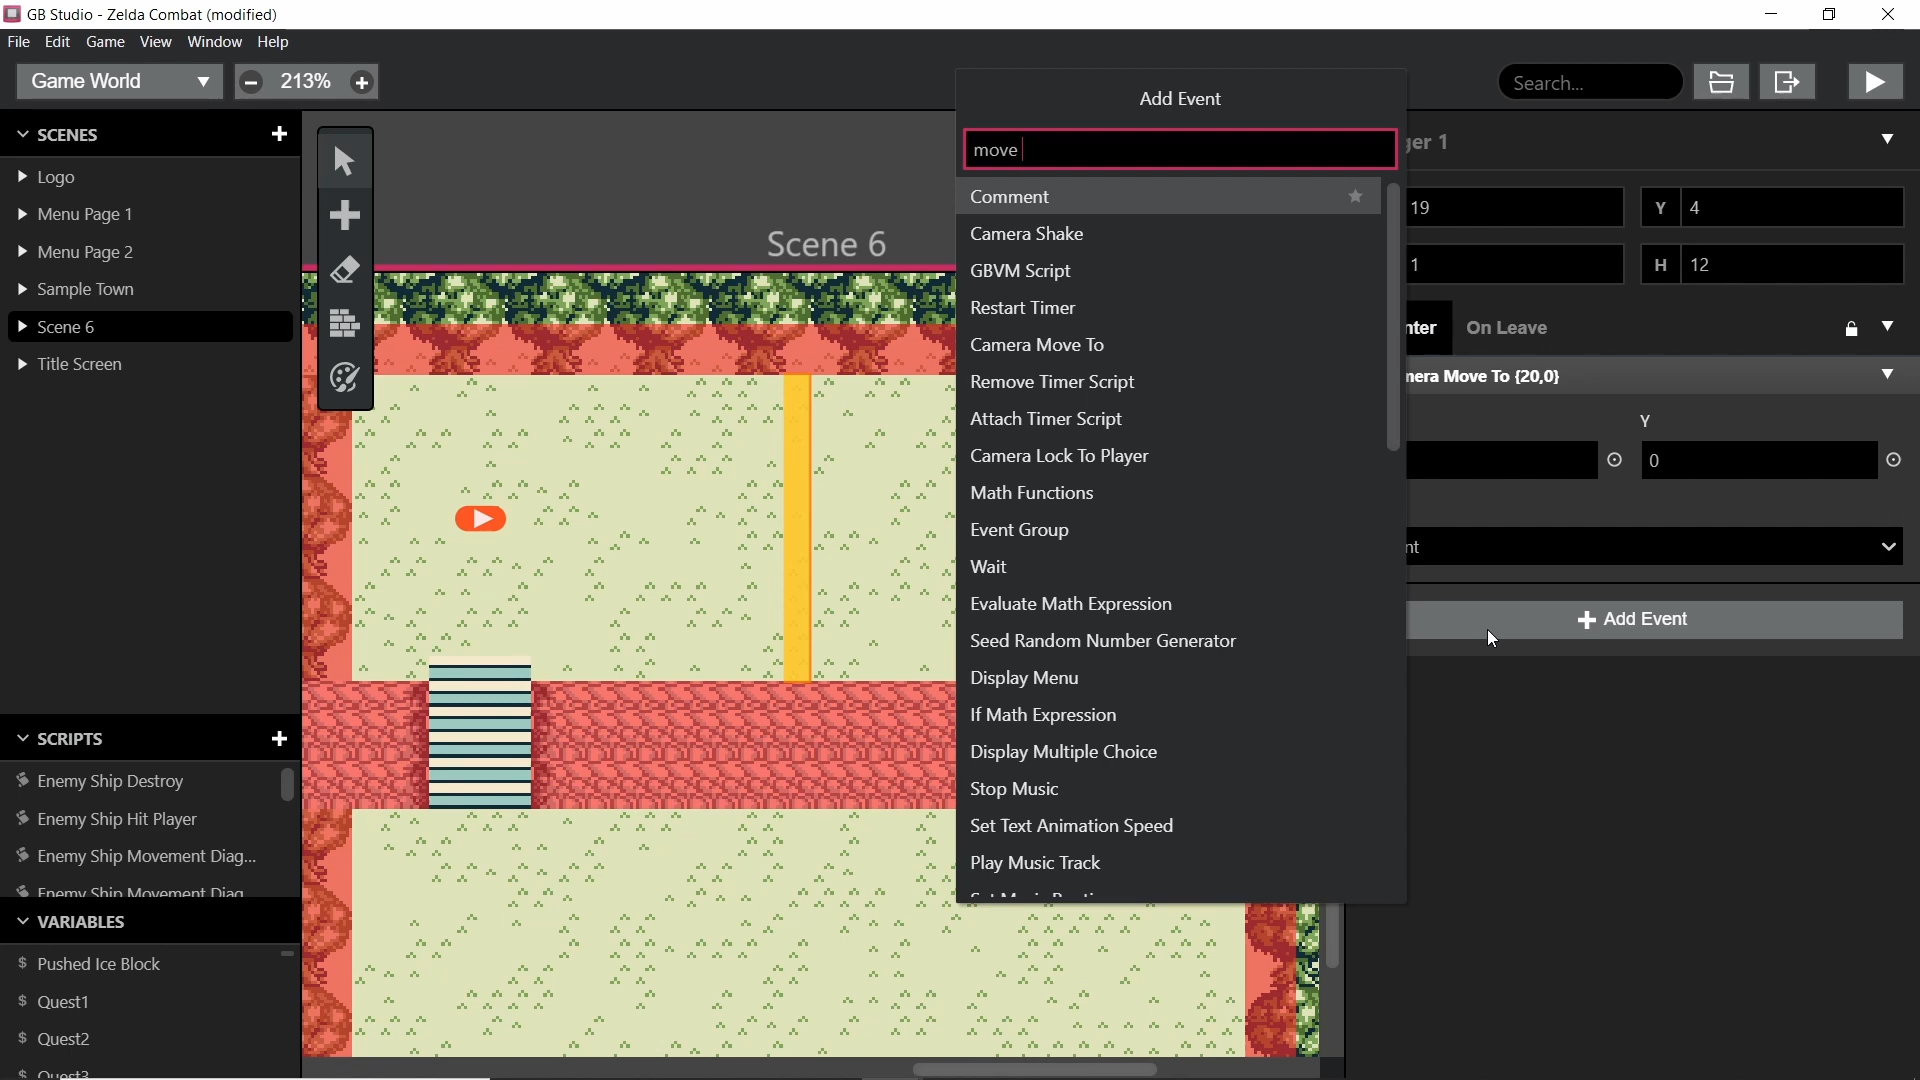 GB Studio - Zelda Combat (modified)
File Edit Game View Window Help
Game World
213%
Search...
SCENES
Logo
Menu Page 1
Menu Page 2
Sample Town
Scene 6
Title Screen
SCRIPTS
Enemy Ship Destroy
Enemy Ship Hit Player
Enemy Ship Movement Diag...
Enemy Ship Movement Diag
VARIABLES
$ Pushed Ice Block
$ Quest1
$ Quest2
$ Quest3
Scene 6
Add Event
move
Comment
Camera Shake
GBVM Script
Restart Timer
Camera Move To
Remove Timer Script
Attach Timer Script
Camera Lock To Player
Math Functions
Event Group
Wait
Evaluate Math Expression
Seed Random Number Generator
Display Menu
If Math Expression
Display Multiple Choice
Stop Music
Set Text Animation Speed
Play Music Track
ger 1
19 Y 4
1 H 12
nter On Leave
mera Move To {20,0}
Y
0
nt
Add Event